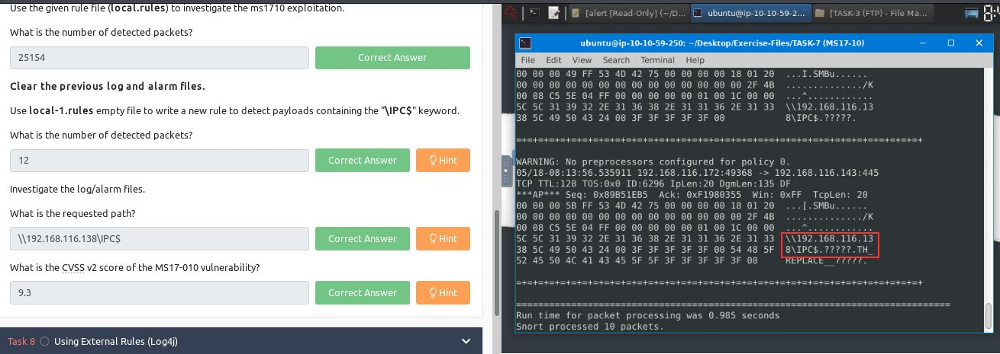 Use the given rule file (local.rules) to investigate the ms1710 exploitation.
What is the number of detected packets?
25154
Correct Answer
Clear the previous log and alarm files.
Use local-1.rules empty file to write a new rule to detect payloads containing the "\IPC$" keyword.
What is the number of detected packets?
12
Correct Answer
Hint
Investigate the log/alarm files.
What is the requested path?
\\192.168.116.138\IPC$
Correct Answer
Hint
What is the CVSS v2 score of the MS17-010 vulnerability?
9.3
Correct Answer
Hint
Task 8 Using External Rules (Log4j)
[alert [Read-Only] (~/D...
ubuntu@ip-10-10-59-2...
[TASK-3 (FTP) - File Ma...
ubuntu@ip-10-10-59-250: ~/Desktop/Exercise-Files/TASK-7 (MS17-10)
File Edit View Search Terminal Help
00 00 00 49 FF 53 4D 42 75 00 00 00 00 18 01 20 ...I.SMBu......
00 00 00 00 00 00 00 00 00 00 00 00 00 00 2F 4B ............../K
00 08 C5 5E 04 FF 00 00 00 00 00 01 00 1C 00 00 ...^............
5C 5C 31 39 32 2E 31 36 38 2E 31 31 36 2E 31 33 \\192.168.116.13
38 5C 49 50 43 24 00 3F 3F 3F 3F 3F 00 8\IPC$.?????.
=+=+=+=+=+=+=+=+=+=+=+=+=+=+=+=+=+=+=+=+=+=+=+=+=+=+=+=+=+=+=+=+=+=+=+=+=+
WARNING: No preprocessors configured for policy 0.
05/18-08:13:56.535911 192.168.116.172:49368 -> 192.168.116.143:445
TCP TTL:128 TOS:0x0 ID:6296 IpLen:20 DgmLen:135 DF
***AP*** Seq: 0x89B51EB5 Ack: 0xF1980355 Win: 0xFF TcpLen: 20
00 00 00 5B FF 53 4D 42 75 00 00 00 00 18 01 20 ...[.SMBu......
00 00 00 00 00 00 00 00 00 00 00 00 00 00 2F 4B ............../K
00 08 C5 5E 04 FF 00 00 00 00 00 01 00 1C 00 00 ...^............
5C 5C 31 39 32 2E 31 36 38 2E 31 31 36 2E 31 33 \\192.168.116.13
38 5C 49 50 43 24 00 3F 3F 3F 3F 3F 00 54 48 5F 8\IPC$.?????.TH_
52 45 50 4C 41 43 45 5F 5F 3F 3F 3F 3F 3F 00 REPLACE__?????.
=+=+=+=+=+=+=+=+=+=+=+=+=+=+=+=+=+=+=+=+=+=+=+=+=+=+=+=+=+=+=+=+=+=+=+=+=+
===============================================================================
Run time for packet processing was 0.985 seconds
Snort processed 10 packets.